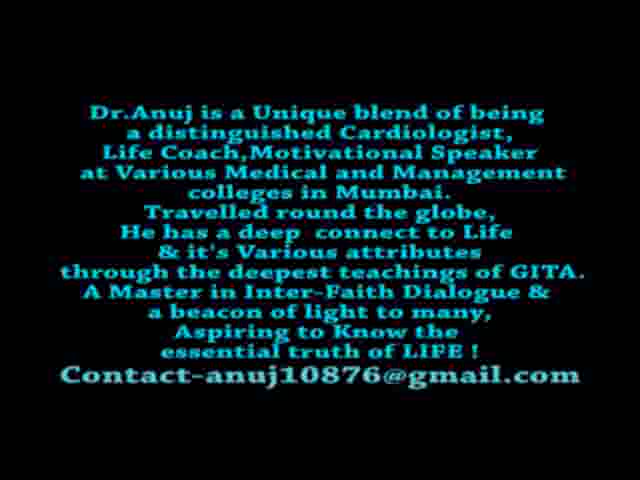 Dr.Anuj is a Unique blend of being
a distinguished Cardiologist,
Life Coach,Motivational Speaker
at Various Medical and Management
colleges in Mumbai.
Travelled round the globe,
He has a deep connect to Life
& it's Various attributes
through the deepest teachings of GITA.
A Master in Inter-Faith Dialogue &
a beacon of light to many,
Aspiring to Know the
essential truth of LIFE !
Contact-anuj10876@gmail.com